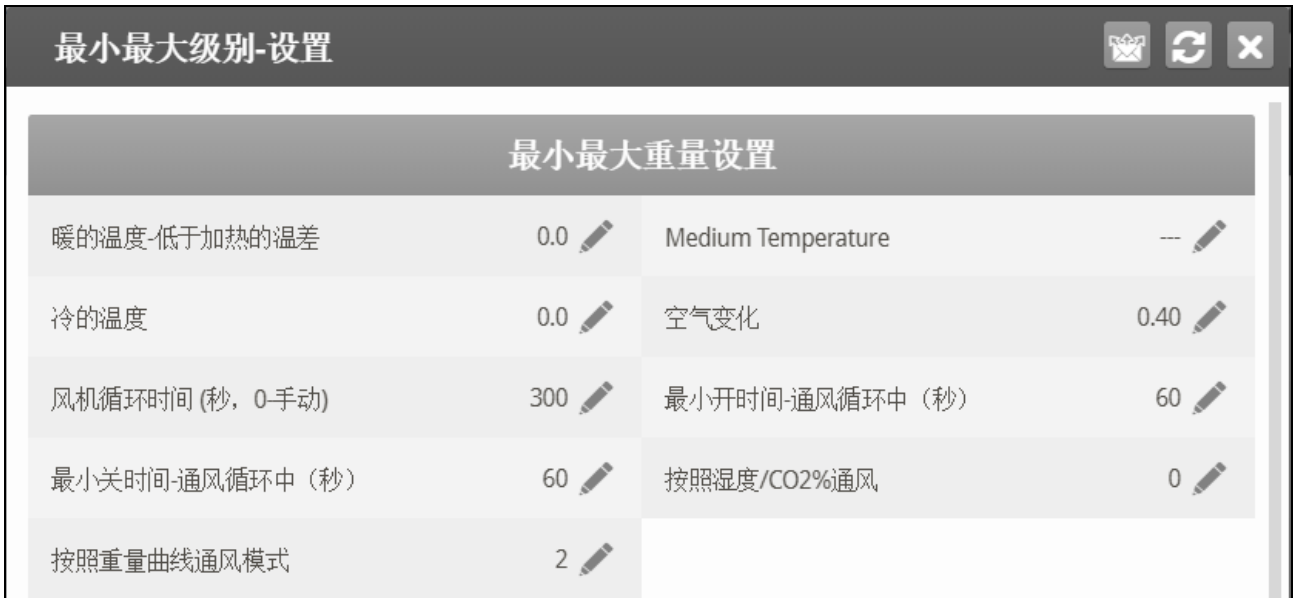 最小最大级别-设置
最小最大重量设置
暖的温度-低于加热的温差 0.0 Medium Temperature ---
冷的温度 0.0 空气变化 0.40
风机循环时间 (秒，0-手动) 300 最小开时间-通风循环中（秒） 60
最小关时间-通风循环中（秒） 60 按照湿度/CO2%通风 0
按照重量曲线通风模式 2